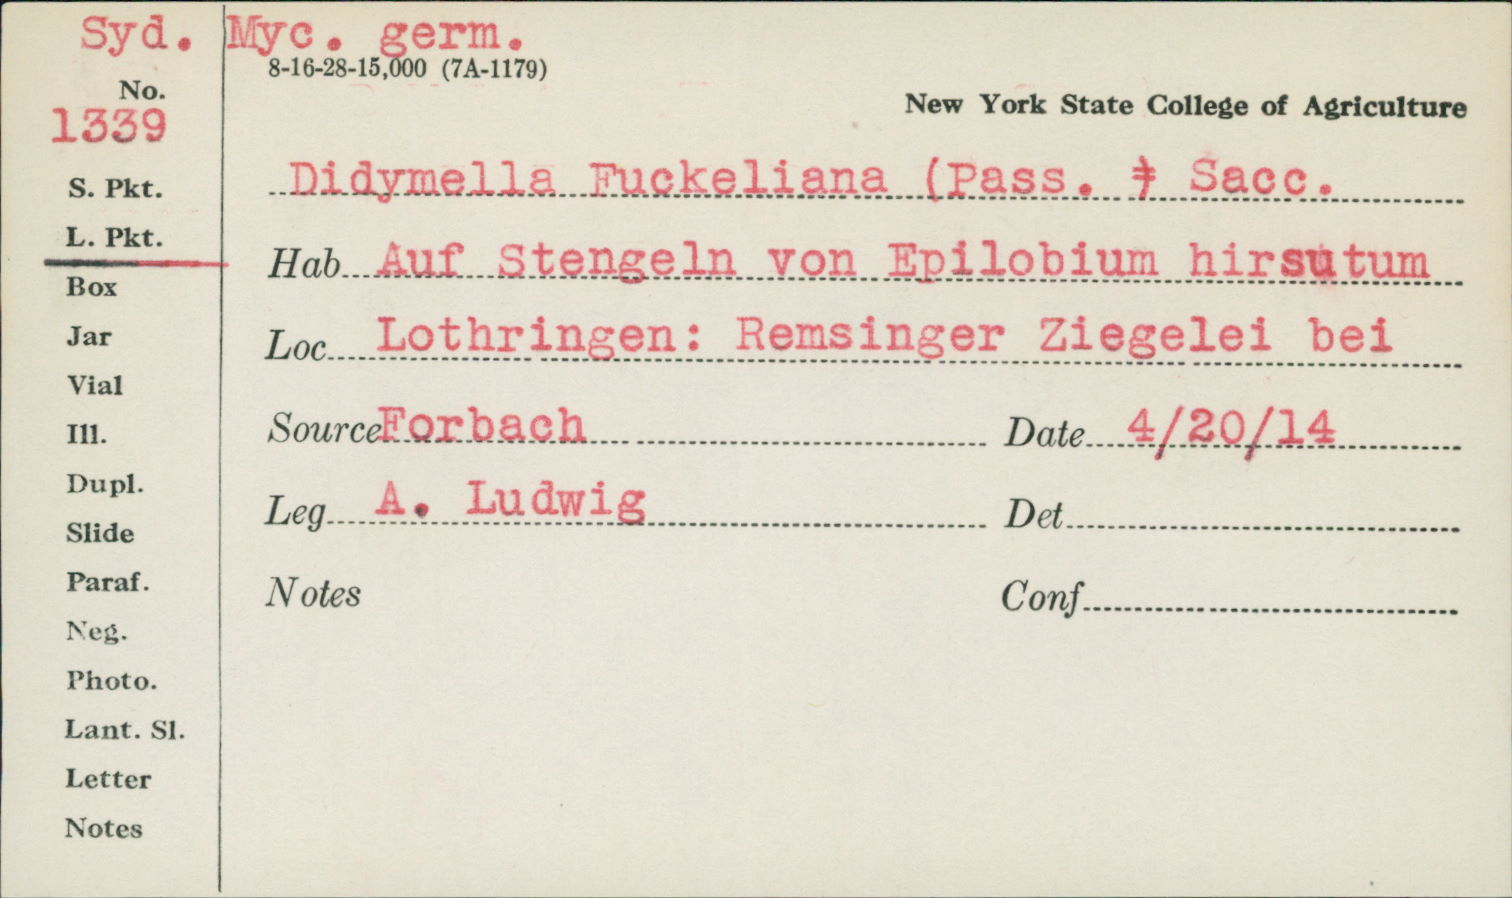 Syd. Myc. germ.
8-16-28-15,000 (7A-1179)
No.
1339
New York State College of Agriculture
S. Pkt.
Didymella Fuckeliana (Pass. ) Sacc.
L. Pkt.
Hab. Auf Stengeln von Epilobium hirsutum
Box
Jar
Loc. Lothringen: Remsinger Ziegelei bei
Vial
Ill.
Source Forbach Date 4/20/14
Dupl.
Leg. A. Ludwig Det.
Slide
Paraf.
Notes Conf.
Neg.
Photo.
Lant. Sl.
Letter
Notes